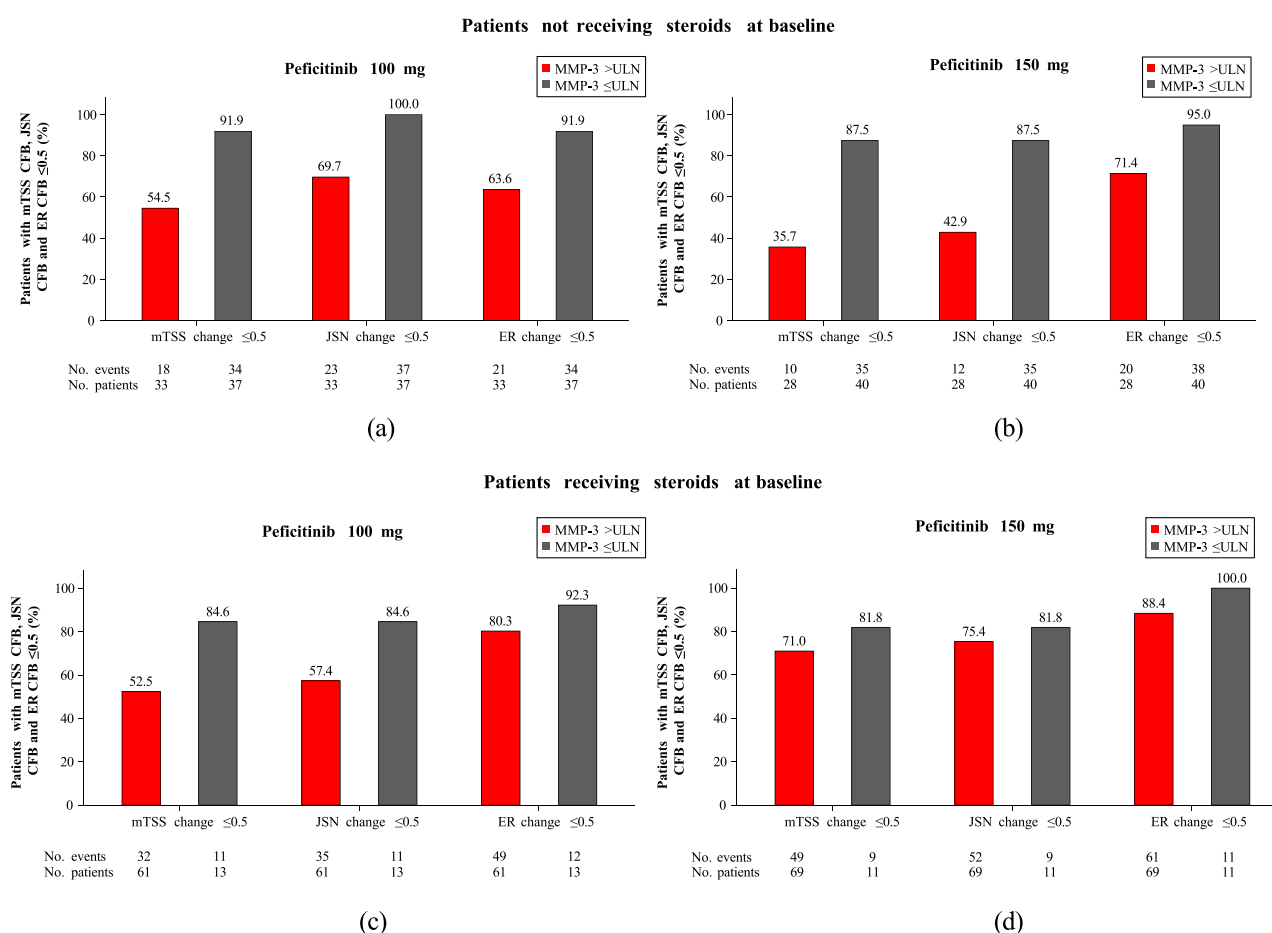 Patients not receiving steroids at baseline
Peficitinib 100 mg
MMP-3 >ULN
MMP-3 ≤ULN
Patients with mTSS CFB, JSN
CFB and ER CFB ≤0.5 (%)
100
80
60
40
20
0
54.5
91.9
69.7
100.0
63.6
91.9
mTSS change ≤0.5
JSN change ≤0.5
ER change ≤0.5
No. events 18 34 23 37 21 34
No. patients 33 37 33 37 33 37
(a)
Peficitinib 150 mg
MMP-3 >ULN
MMP-3 ≤ULN
Patients with mTSS CFB, JSN
CFB and ER CFB ≤0.5 (%)
100
80
60
40
20
0
35.7
87.5
42.9
87.5
71.4
95.0
mTSS change ≤0.5
JSN change ≤0.5
ER change ≤0.5
No. events 10 35 12 35 20 38
No. patients 28 40 28 40 28 40
(b)
Patients receiving steroids at baseline
Peficitinib 100 mg
MMP-3 >ULN
MMP-3 ≤ULN
Patients with mTSS CFB, JSN
CFB and ER CFB ≤0.5 (%)
100
80
60
40
20
0
52.5
84.6
57.4
84.6
80.3
92.3
mTSS change ≤0.5
JSN change ≤0.5
ER change ≤0.5
No. events 32 11 35 11 49 12
No. patients 61 13 61 13 61 13
(c)
Peficitinib 150 mg
MMP-3 >ULN
MMP-3 ≤ULN
Patients with mTSS CFB, JSN
CFB and ER CFB ≤0.5 (%)
100
80
60
40
20
0
71.0
81.8
75.4
81.8
88.4
100.0
mTSS change ≤0.5
JSN change ≤0.5
ER change ≤0.5
No. events 49 9 52 9 61 11
No. patients 69 11 69 11 69 11
(d)